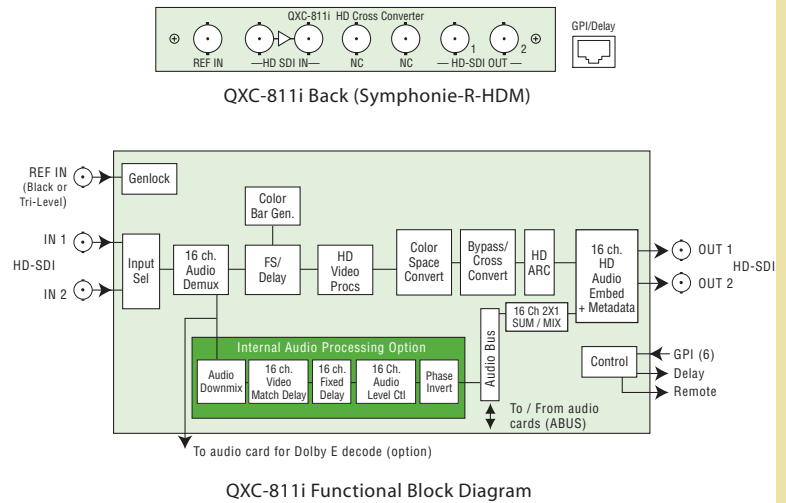 QXC-811i HD Cross Converter
GPI/Delay
1
2
REF IN
HD SDI IN
NC
NC
HD-SDI OUT
QXC-811i Back (Symphonie-R-HDM)
REF IN
(Black or
Tri-Level)
Genlock
Color
Bar Gen.
IN 1
HD-SDI
IN 2
Input
Sel
16 ch.
Audio
Demux
FS/
Delay
HD
Video
Procs
Color
Space
Convert
Bypass/
Cross
Convert
HD
ARC
16 ch.
HD
Audio
Embed
+ Metadata
OUT 1
HD-SDI
OUT 2
16 Ch 2X1
SUM / MIX
Audio Bus
Internal Audio Processing Option
Audio
Downmix
16 ch.
Video
Match Delay
16 ch.
Fixed
Delay
16 Ch.
Audio
Level Ctl
Phase
Invert
Control
GPI (6)
Delay
Remote
To / From audio
cards (ABUS)
To audio card for Dolby E decode (option)
QXC-811i Functional Block Diagram